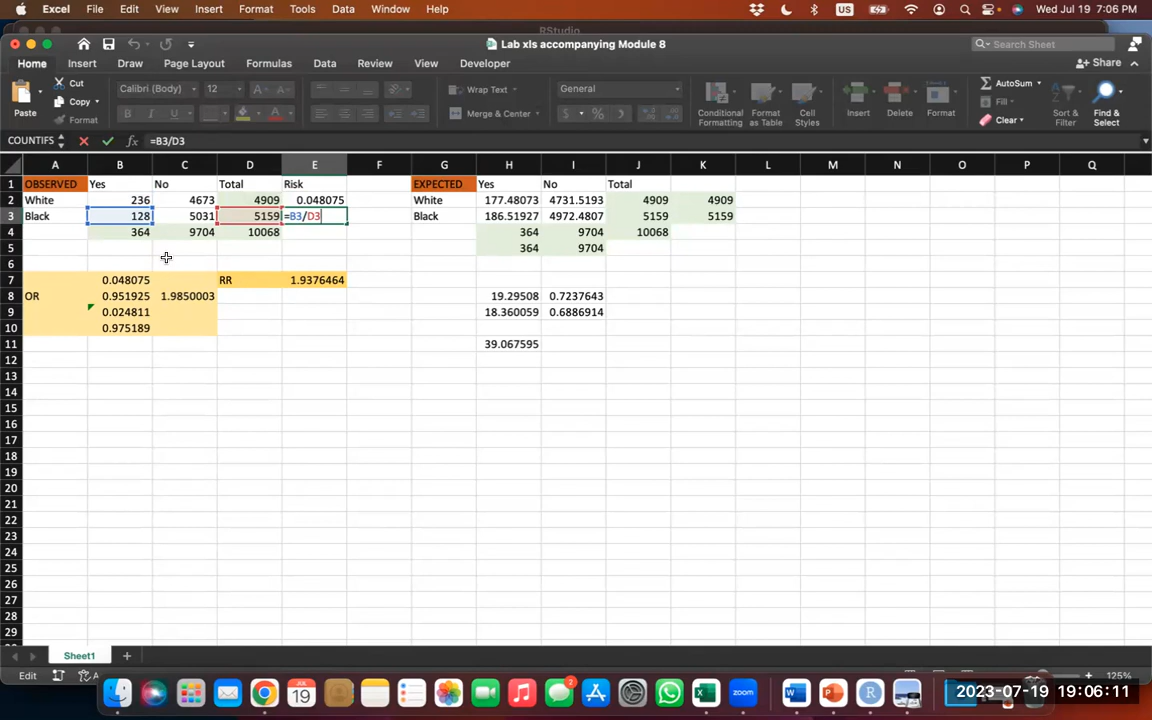 Excel File Edit View Insert Format Tools Data Window Help US Wed Jul 19 7:06 PM
RStudio
Lab xls accompanying Module 8 Search Sheet
Home Insert Draw Page Layout Formulas Data Review View Developer Share
Paste Cut Copy Format Calibri (Body) 12 A A B I U A Wrap Text Merge & Center General $ % Conditional Formatting Format as Table Cell Styles Insert Delete Format AutoSum Fill Clear Sort & Filter Find & Select
COUNTIFS fx =B3/D3
A B C D E F G H I J K L M N O P Q
1 OBSERVED Yes No Total Risk EXPECTED Yes No Total
2 White 236 4673 4909 0.048075 White 177.48073 4731.5193 4909 4909
3 Black 128 5031 5159 =B3/D3 Black 186.51927 4972.4807 5159 5159
4 364 9704 10068 364 9704 10068
5 364 9704
6
7 0.048075 RR 1.9376464
8 OR 0.951925 1.9850003 19.29508 0.7237643
9 0.024811 18.360059 0.6886914
10 0.975189
11 39.067595
12
13
14
15
16
17
18
19
20
21
22
23
24
25
26
27
28
29
Sheet1
Edit 125%
JUL 19 zoom W P R
2023-07-19 19:06:11